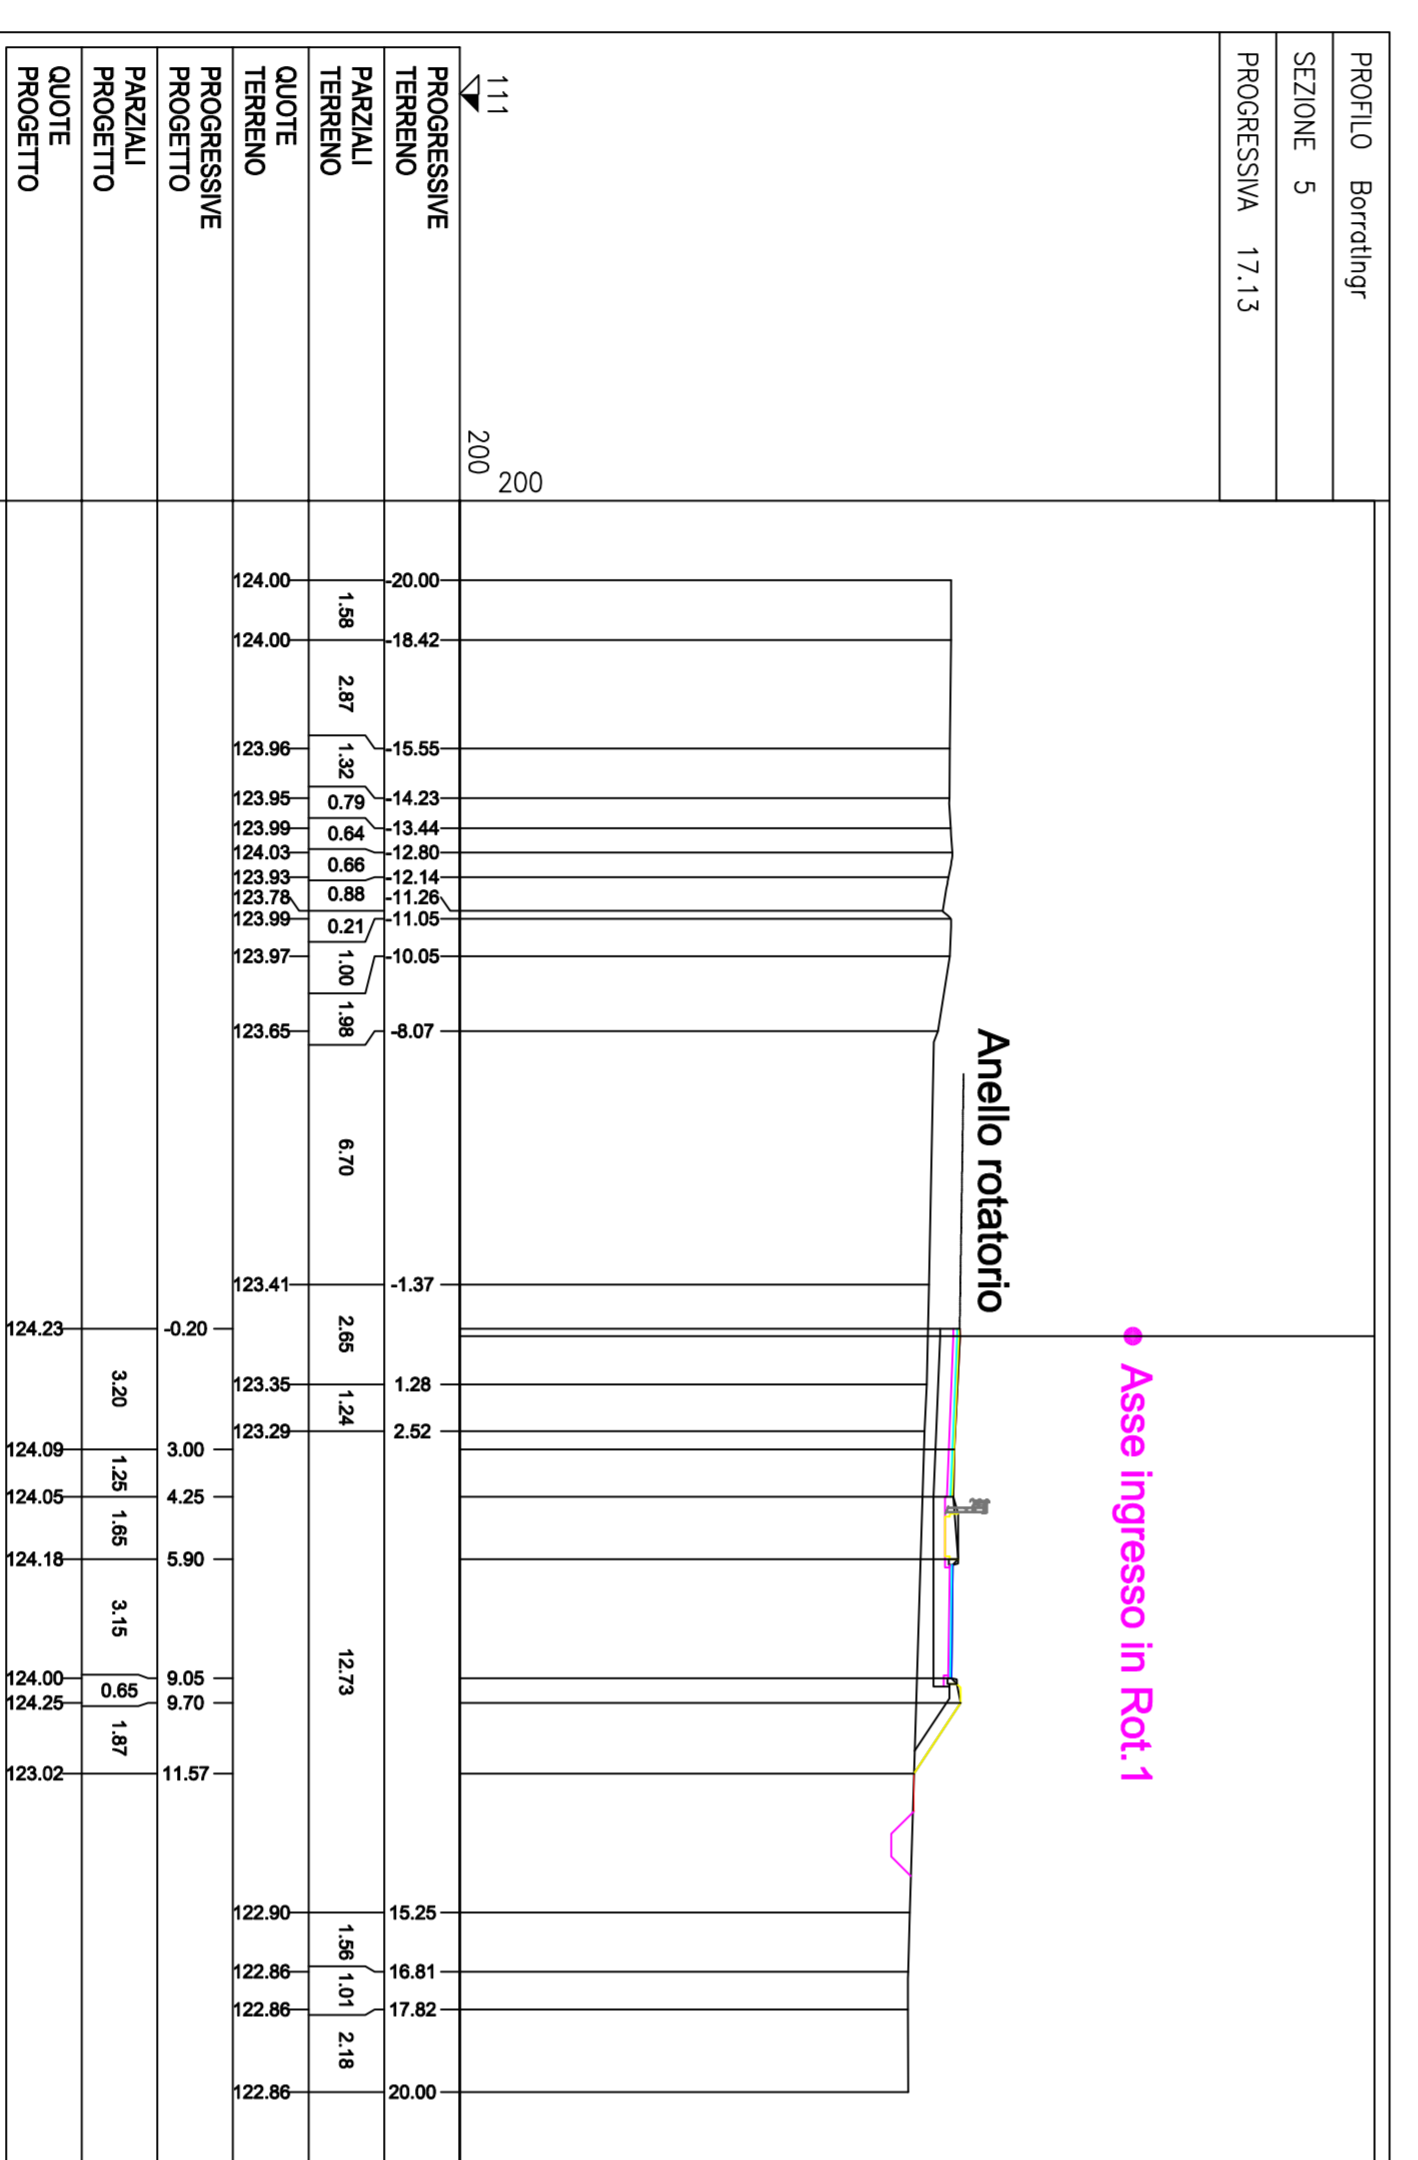 PROFILO BorratIngr
SEZIONE 5
PROGRESSIVA 17.13
Asse ingresso in Rot.1
Anello rotatorio
111
200
200
PROGRESSIVE TERRENO
-20.00 -18.42 -15.55 -14.23 -13.44 -12.80 -12.14 -11.26 -11.05 -10.05 -8.07 -1.37 1.28 2.52 15.25 16.81 17.82 20.00
PARZIALI TERRENO
1.58 2.87 1.32 0.79 0.64 0.66 0.88 0.21 1.00 1.98 6.70 2.65 1.24 12.73 1.56 1.01 2.18
QUOTE TERRENO
124.00 124.00 123.96 123.95 123.99 124.03 123.93 123.78 123.99 123.97 123.65 123.41 123.35 123.29 122.90 122.86 122.86 122.86
PROGRESSIVE PROGETTO
-0.20 3.00 4.25 5.90 9.05 9.70 11.57
PARZIALI PROGETTO
3.20 1.25 1.65 3.15 0.65 1.87
QUOTE PROGETTO
124.23 124.09 124.05 124.18 124.00 124.25 123.02